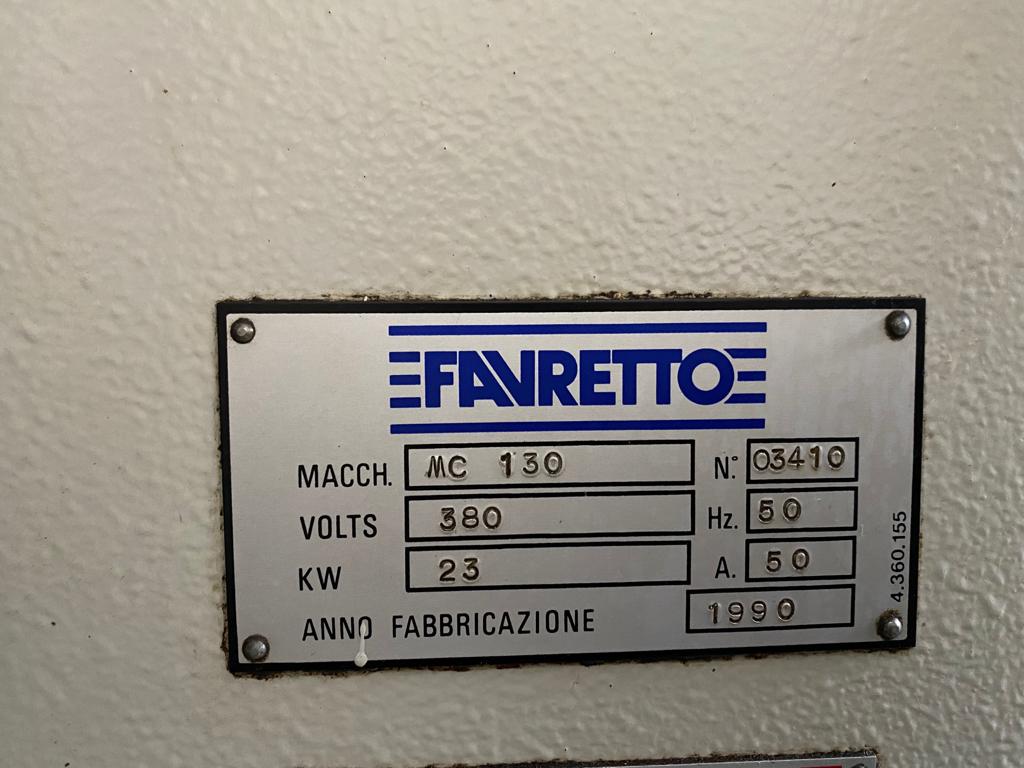 FAVRETTO
MACCH. MC 130 N.° 03410
VOLTS 380 Hz. 50
KW 23 A. 50
ANNO FABBRICAZIONE 1990
4.360.155